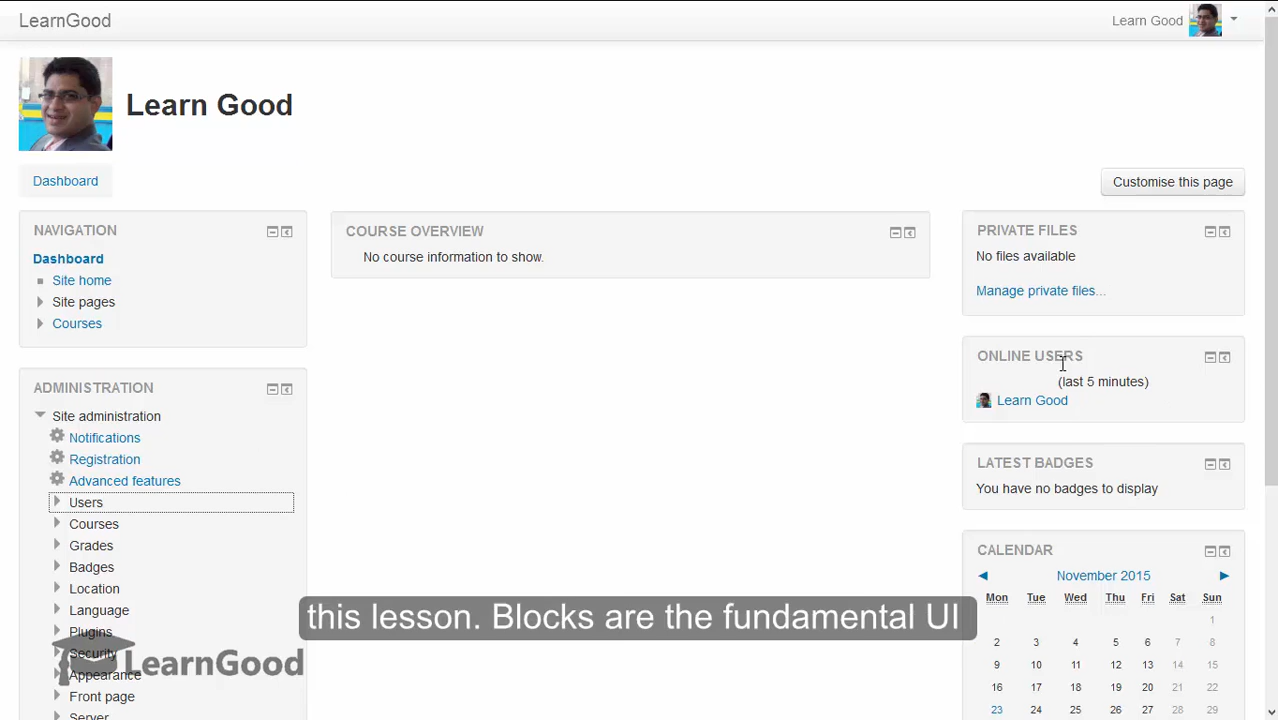 LearnGood
Learn Good
Learn Good
Dashboard
Customise this page
NAVIGATION
Dashboard
Site home
Site pages
Courses
ADMINISTRATION
Site administration
Notifications
Registration
Advanced features
Users
Courses
Grades
Badges
Location
Language
Plugins
Security
Appearance
Front page
Server
COURSE OVERVIEW
No course information to show.
PRIVATE FILES
No files available
Manage private files...
ONLINE USERS
(last 5 minutes)
Learn Good
LATEST BADGES
You have no badges to display
CALENDAR
◄ November 2015 ►
Mon Tue Wed Thu Fri Sat Sun
1
2 3 4 5 6 7 8
9 10 11 12 13 14 15
16 17 18 19 20 21 22
23 24 25 26 27 28 29
this lesson. Blocks are the fundamental UI
LearnGood